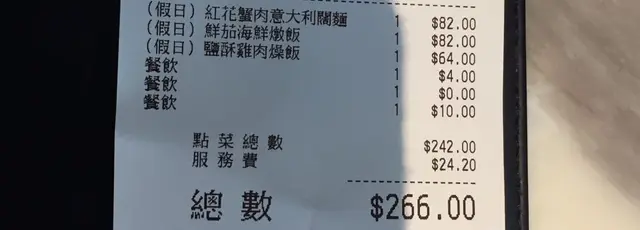 (假日)紅花蟹肉意大利闊麵 1 $82.00
(假日)鮮茄海鮮燉飯 1 $82.00
(假日)鹽酥雞肉燥飯 1 $64.00
餐飲 1 $4.00
餐飲 1 $0.00
餐飲 1 $10.00
點菜總數 $242.00
服務費 $24.20
總數 $266.00